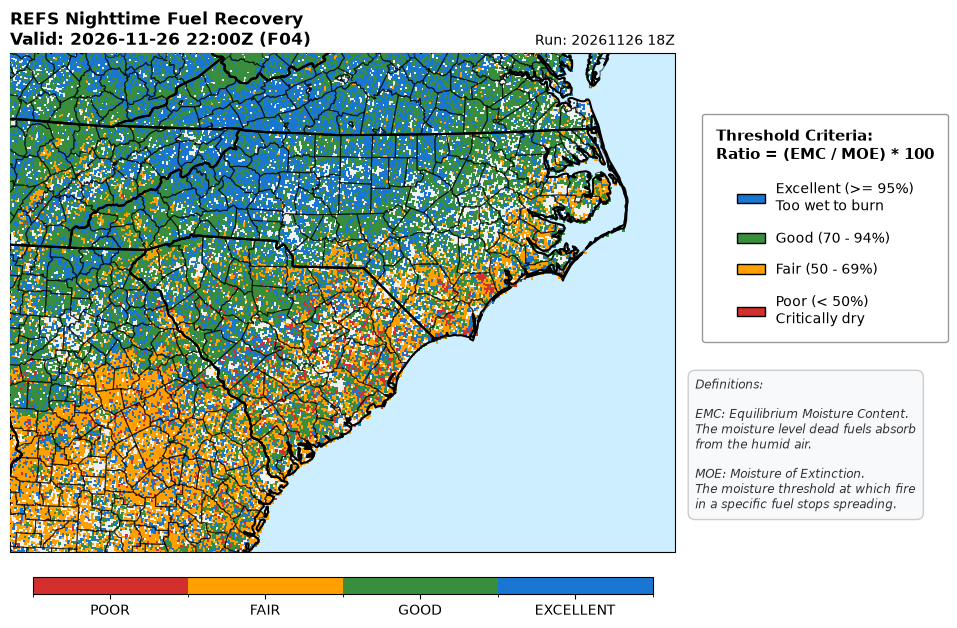 REFS Nighttime Fuel Recovery
Valid: 2026-11-26 22:00Z (F04)
Run: 20261126 18Z
Threshold Criteria:
Ratio = (EMC / MOE) * 100
Excellent (>= 95%)
Too wet to burn
Good (70 - 94%)
Fair (50 - 69%)
Poor (< 50%)
Critically dry
Definitions:
EMC: Equilibrium Moisture Content.
The moisture level dead fuels absorb
from the humid air.
MOE: Moisture of Extinction.
The moisture threshold at which fire
in a specific fuel stops spreading.
POOR
FAIR
GOOD
EXCELLENT